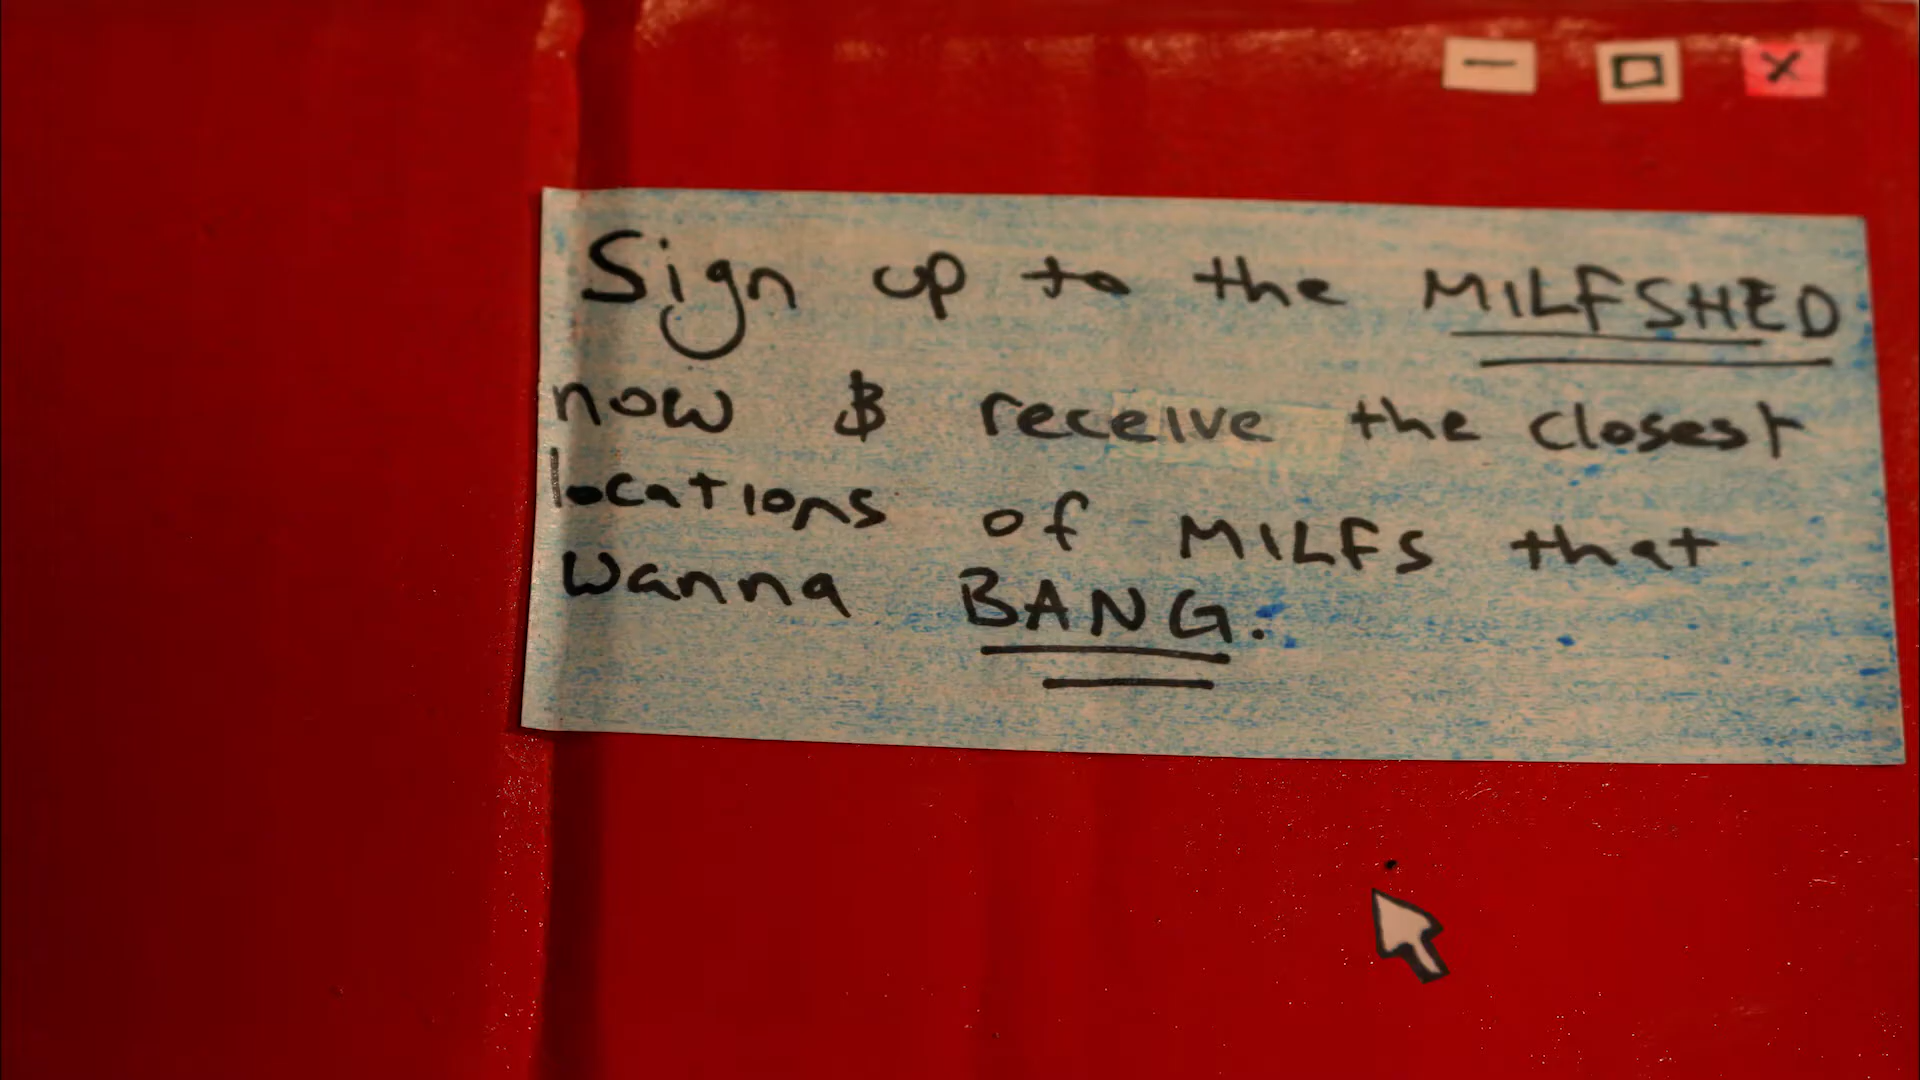 Sign up to the MILFSHED
now & receive the closest
locations of MILFS that
wanna BANG.